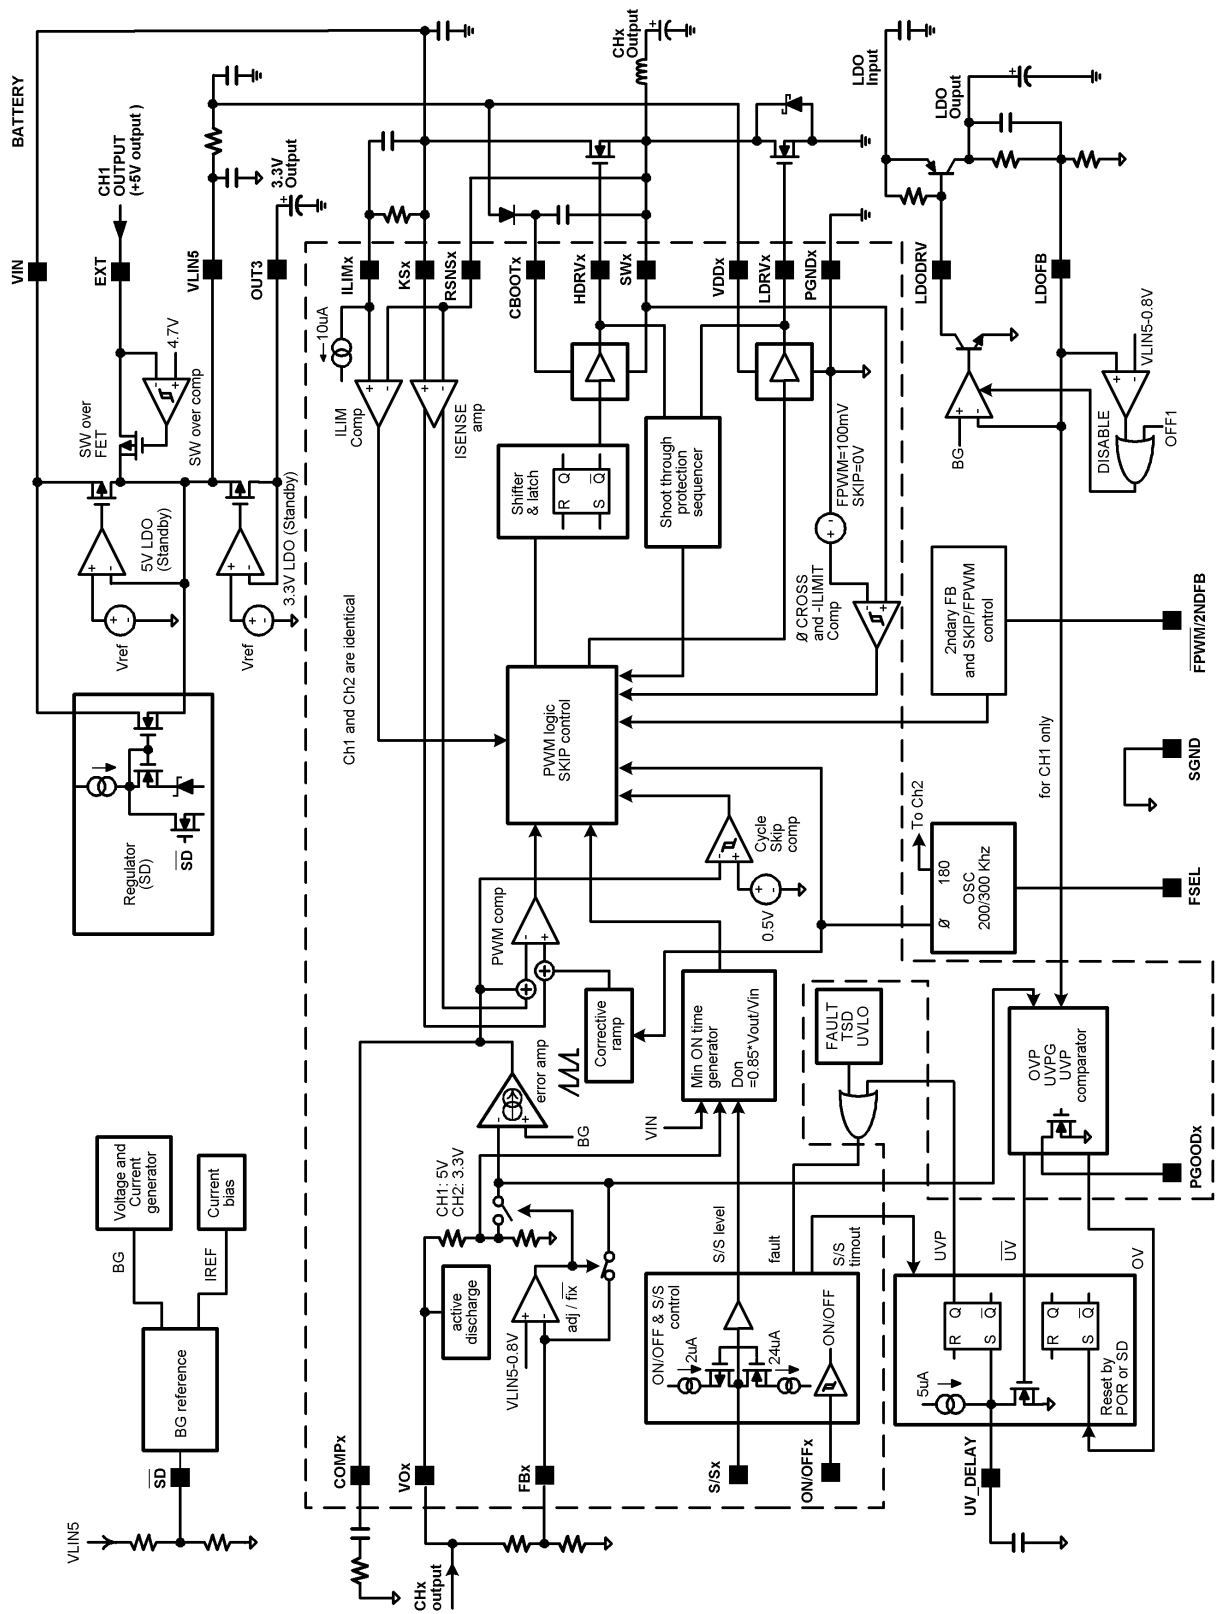 VLIN5
SD
BG reference
BG
IREF
Voltage and
Current
generator
Current
bias
Regulator
(SD)
SD
Vref
5V LDO
(Standby)
Vref
3.3V LDO (Standby)
SW over
FET
SW over comp
4.7V
VIN
EXT
VLIN5
OUT3
BATTERY
CH1
OUTPUT
(+5V output )
3.3V
Output
CHx
output
COMPx
VOx
FBx
active
discharge
VLIN5-0.8V
adj / fix
CH1: 5V
CH2: 3.3V
BG
error amp
Corrective
ramp
PWM comp
Ch1 and Ch2 are identical
PWM logic
SKIP control
ILIM
Comp
ISENSE
amp
10uA
ILIMx
KSx
RSNSx
CBOOTx
HDRVx
SWx
VDDx
LDRVx
PGNDx
CHx
Output
Shifter
& latch
R Q
S Q
Shoot through
protection
sequencer
FPWM=100mV
SKIP=0V
Ø CROSS
and -ILIMIT
Comp
Cycle
Skip
comp
0.5V
VIN
Min ON time
generator
Don
=0.85*Vout/Vin
S/Sx
ON/OFFx
ON/OFF & S/S
control
2uA
24uA
ON/OFF
S/S level
fault
S/S
timout
FAULT
TSD
UVLO
UV_DELAY
5uA
R Q
S Q
R Q
S Q
Reset by
POR or SD
UVP
UV
OV
OVP
UVPG
UVP
comparator
PGOODx
Ø
180
OSC
200/300 Khz
To Ch2
FSEL
SGND
for CH1 only
2ndary FB
and SKIP/FPWM
control
FPWM/2NDFB
BG
DISABLE
VLIN5-0.8V
OFF1
LDODRV
LDOFB
LDO
Input
LDO
Ouput